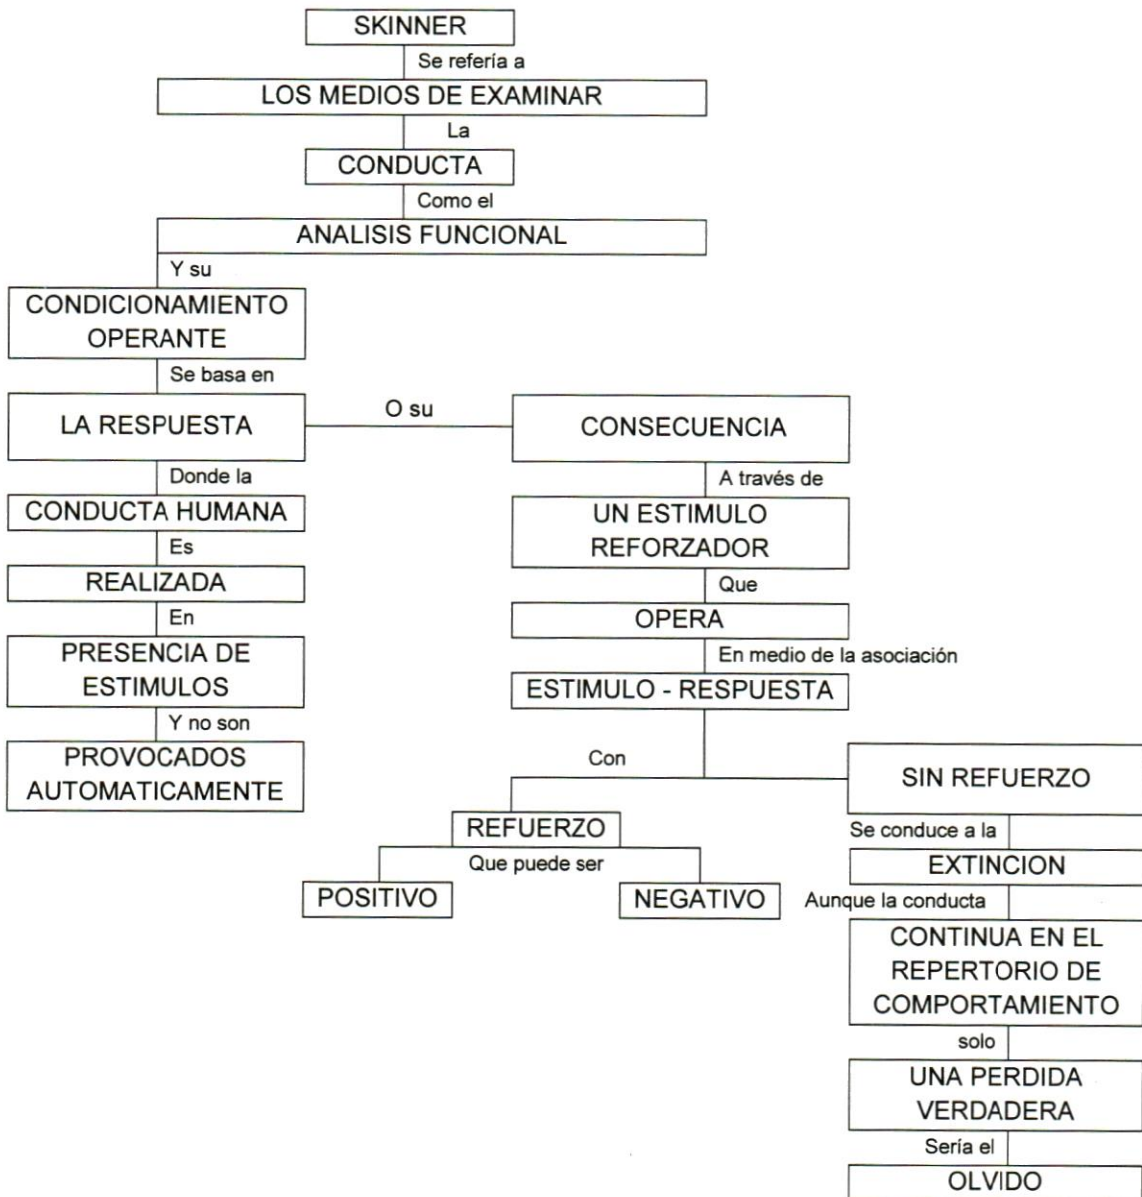 SKINNER
Se refería a
LOS MEDIOS DE EXAMINAR
La
CONDUCTA
Como el
ANALISIS FUNCIONAL
Y su
CONDICIONAMIENTO
OPERANTE
Se basa en
LA RESPUESTA
O su
CONSECUENCIA
Donde la
CONDUCTA HUMANA
Es
REALIZADA
En
PRESENCIA DE
ESTIMULOS
Y no son
PROVOCADOS
AUTOMATICAMENTE
A través de
UN ESTIMULO
REFORZADOR
Que
OPERA
En medio de la asociación
ESTIMULO - RESPUESTA
Con
REFUERZO
Que puede ser
POSITIVO
NEGATIVO
SIN REFUERZO
Se conduce a la
EXTINCION
Aunque la conducta
CONTINUA EN EL
REPERTORIO DE
COMPORTAMIENTO
solo
UNA PERDIDA
VERDADERA
Sería el
OLVIDO